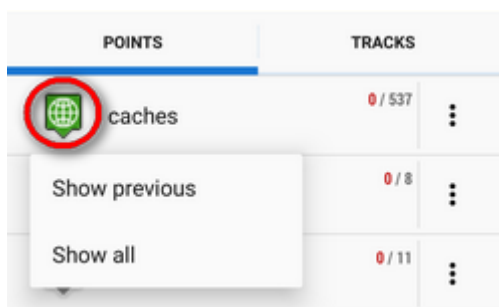 POINTS TRACKS
caches 0 / 537
Show previous 0 / 8
Show all 0 / 11